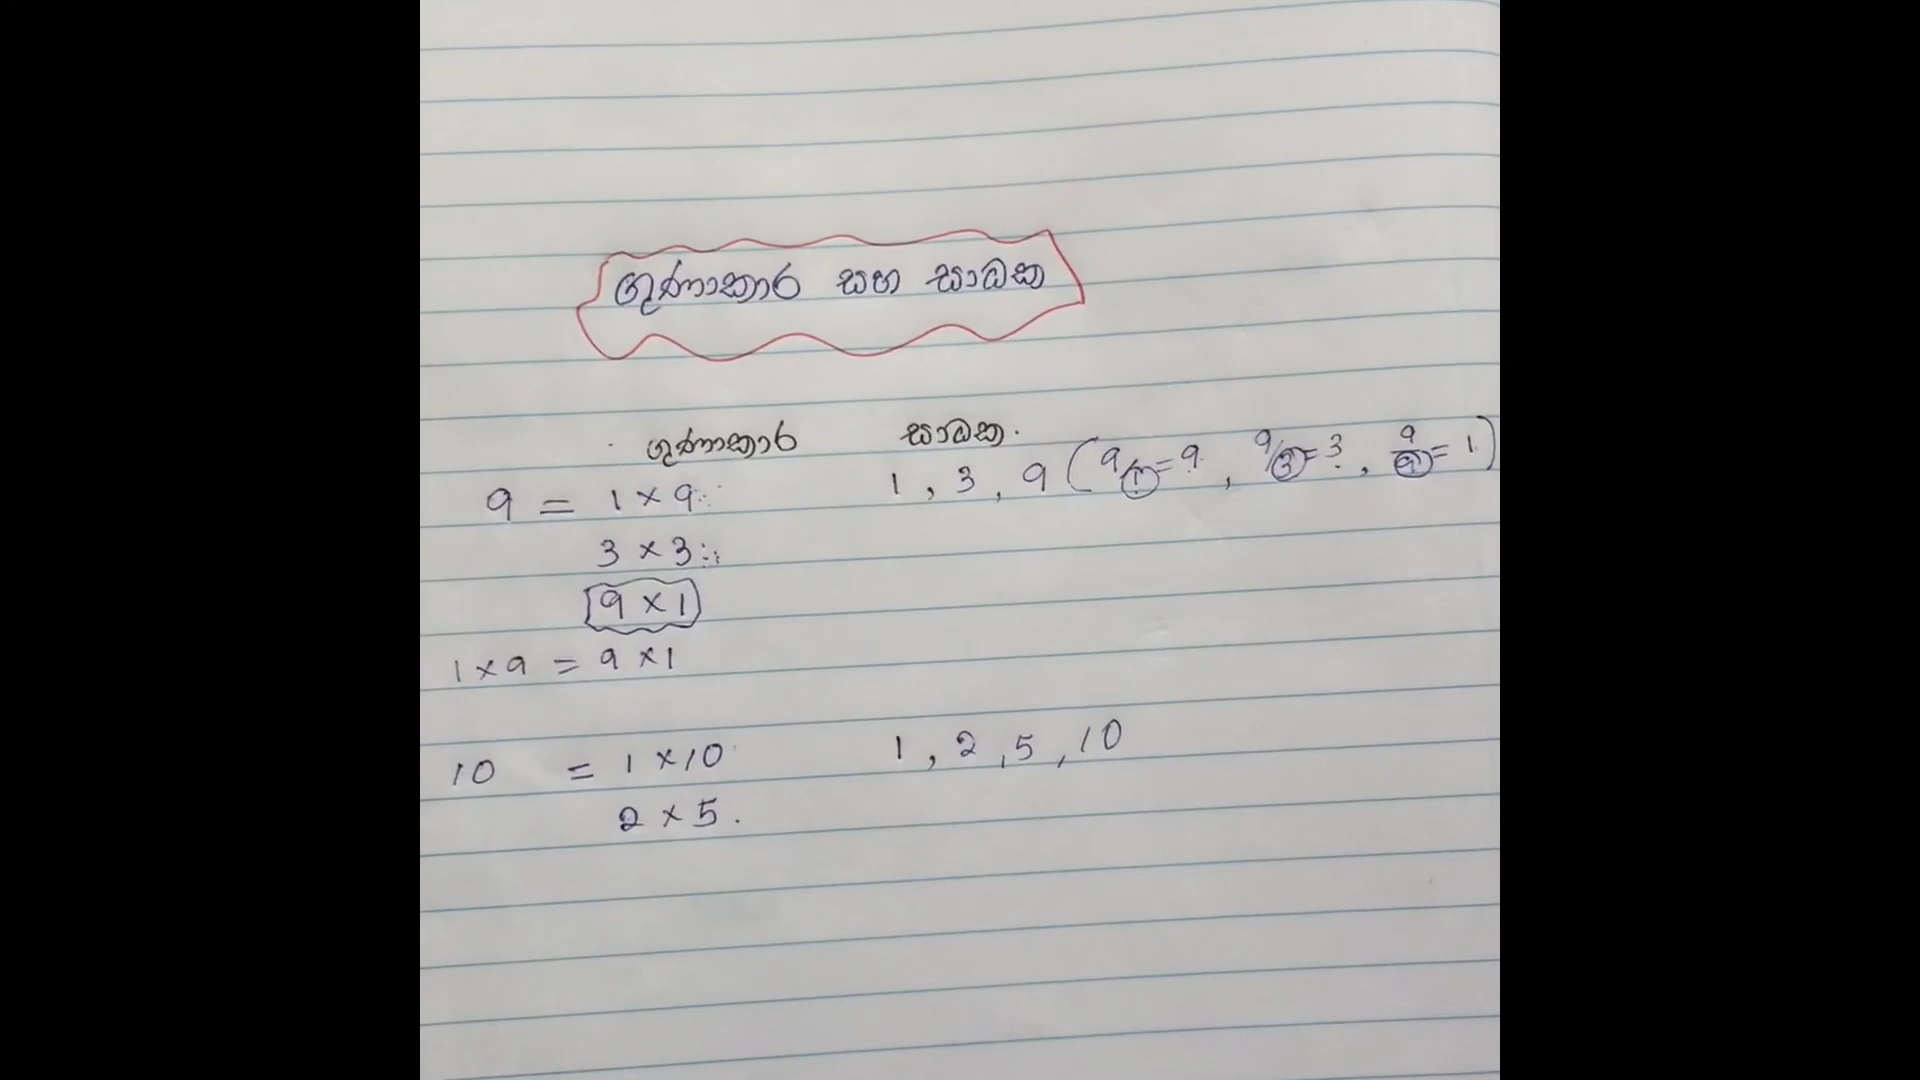 ගුණාකාර සහ සාධක
ගුණාකාර සාධක.
9 = 1 × 9 1, 3, 9 (9/1 = 9, 9/3 = 3, 9/9 = 1)
3 × 3
9 × 1
1 × 9 = 9 × 1
10 = 1 × 10 1, 2, 5, 10
2 × 5.